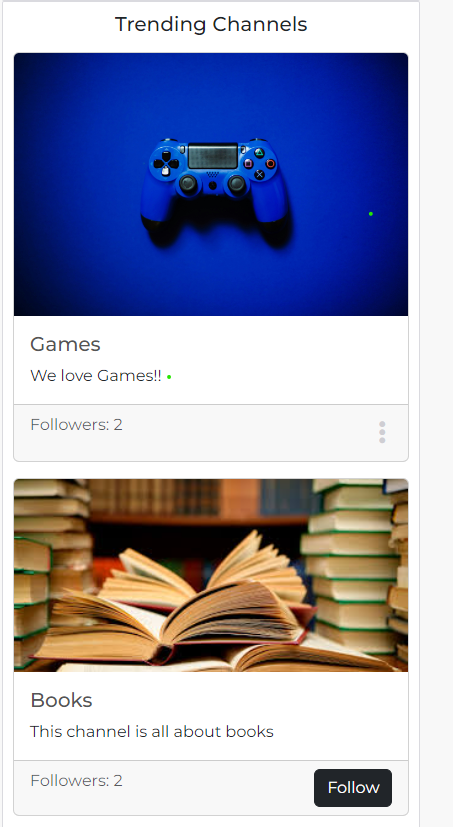 Trending Channels
Games
We love Games!!
Followers: 2
Books
This channel is all about books
Followers: 2
Follow